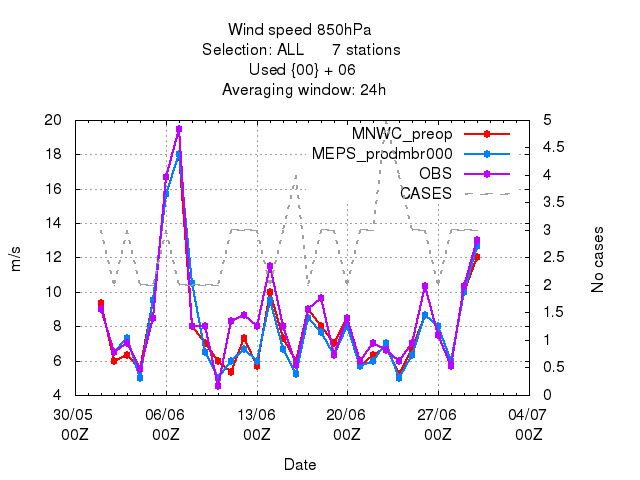 Wind speed 850hPa
Selection: ALL 7 stations
Used {00} + 06
Averaging window: 24h
20 5
18 4.5
16 4
14 3.5
12 3
10 2.5
8 2
6 1.5
4 1
0.5
0
MNWC_preop
MEPS_prodmbr000
OBS
CASES
m/s
No cases
30/05 06/06 13/06 20/06 27/06 04/07
00Z 00Z 00Z 00Z 00Z 00Z
Date